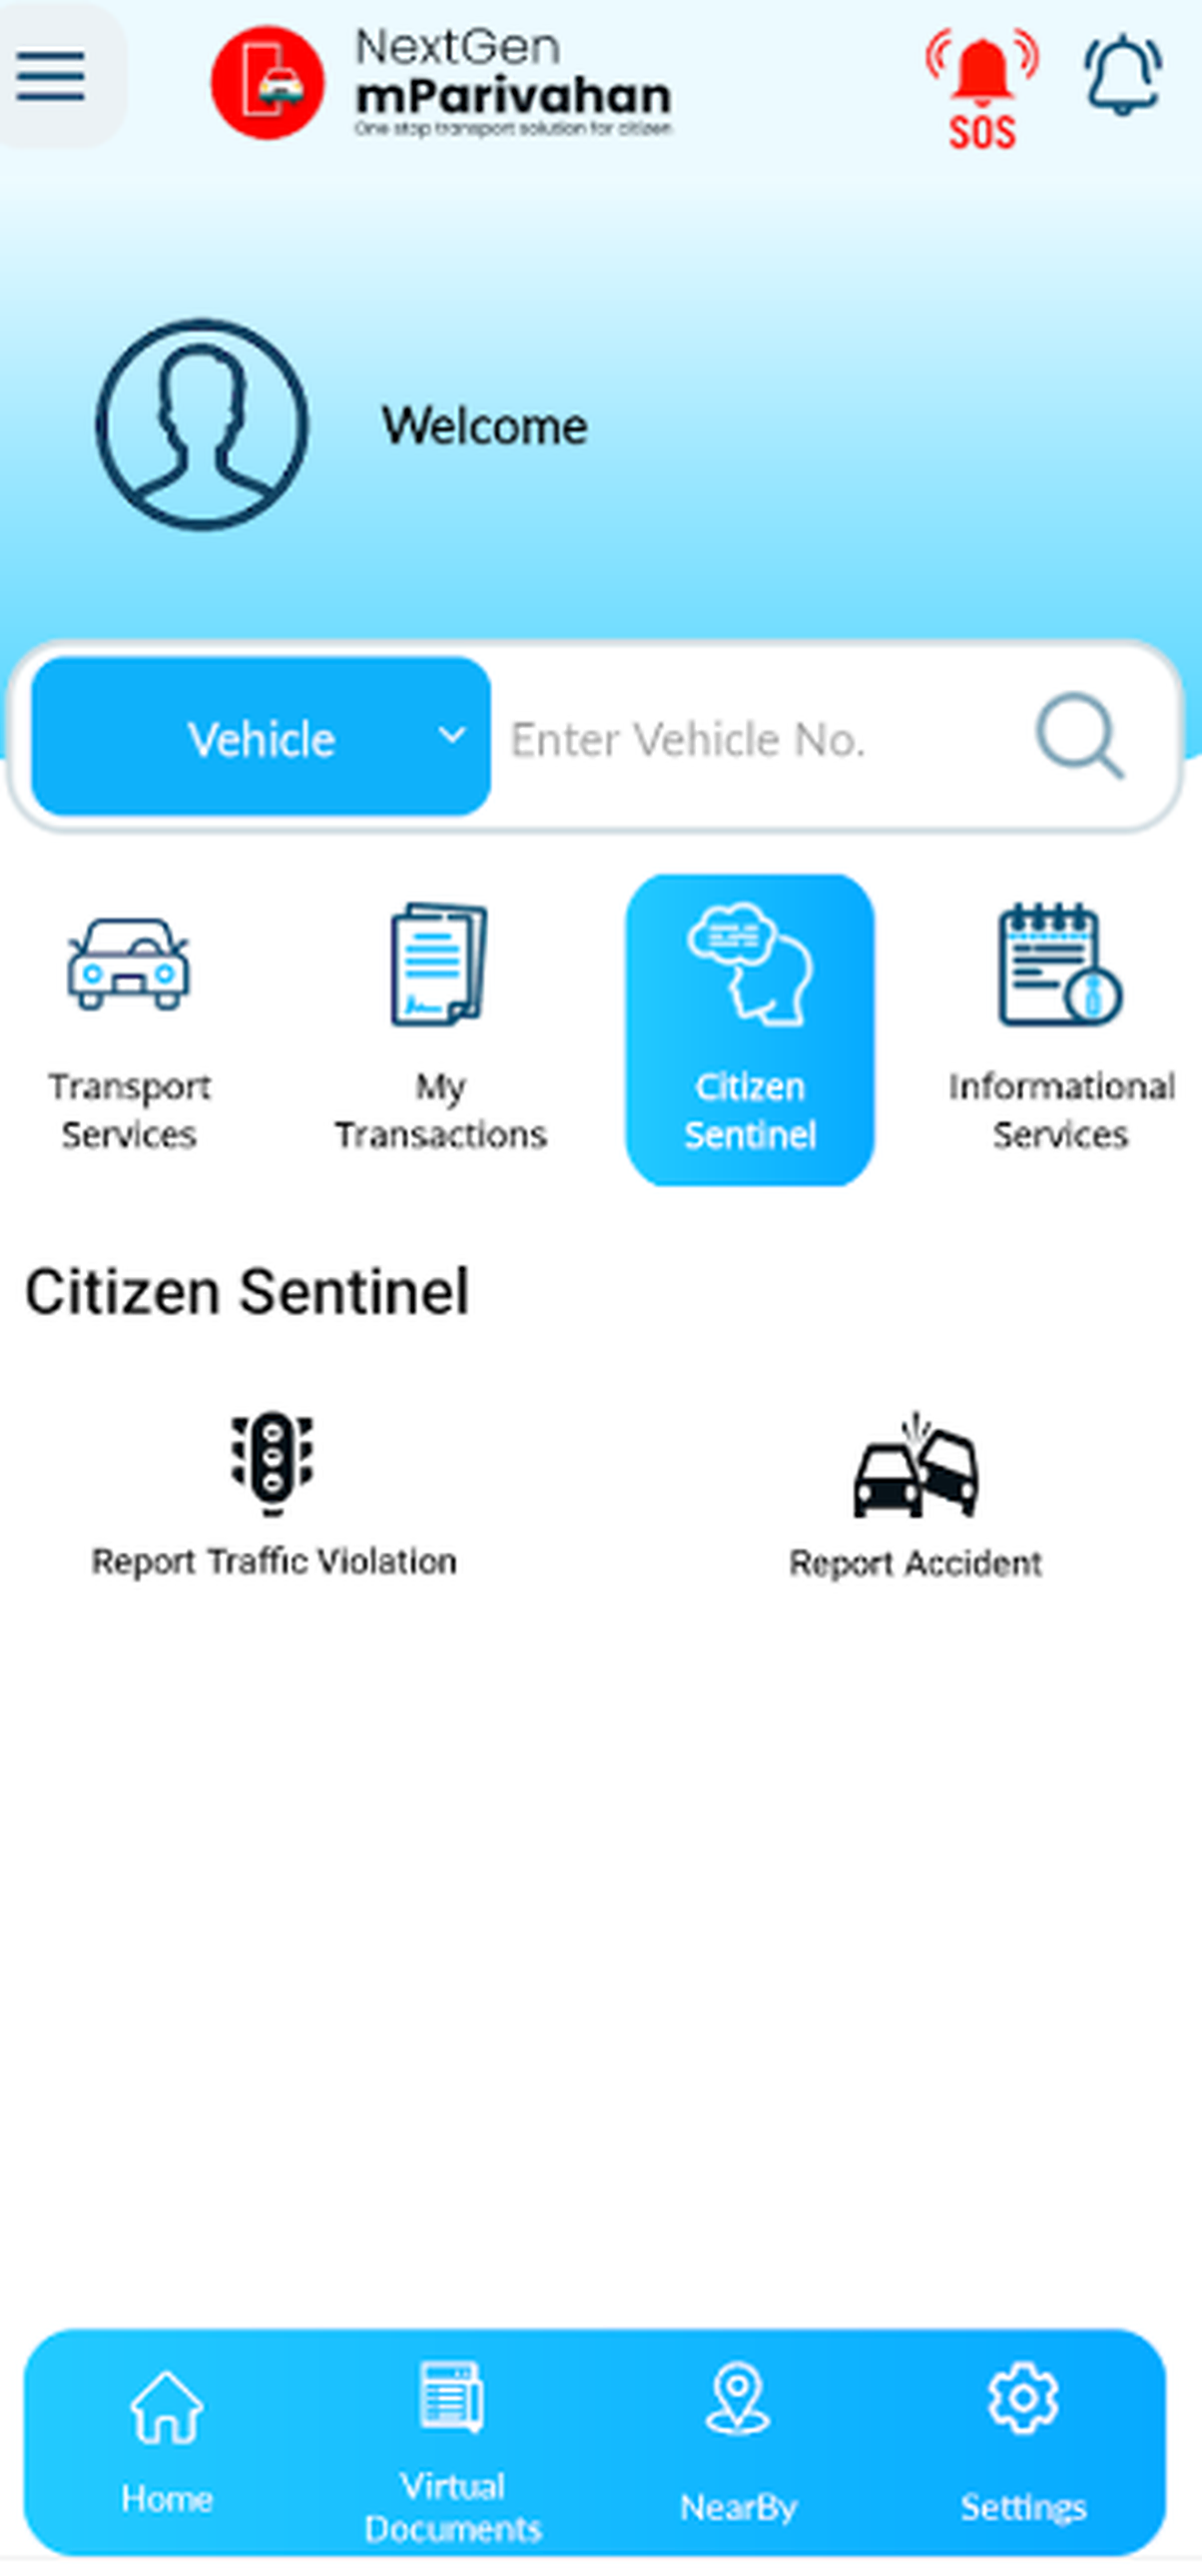 NextGen
mParivahan
One stop transport solution for citizen
SOS
Welcome
Vehicle
Enter Vehicle No.
Transport
Services
My
Transactions
Citizen
Sentinel
Informational
Services
Citizen Sentinel
Report Traffic Violation
Report Accident
Home
Virtual
Documents
NearBy
Settings